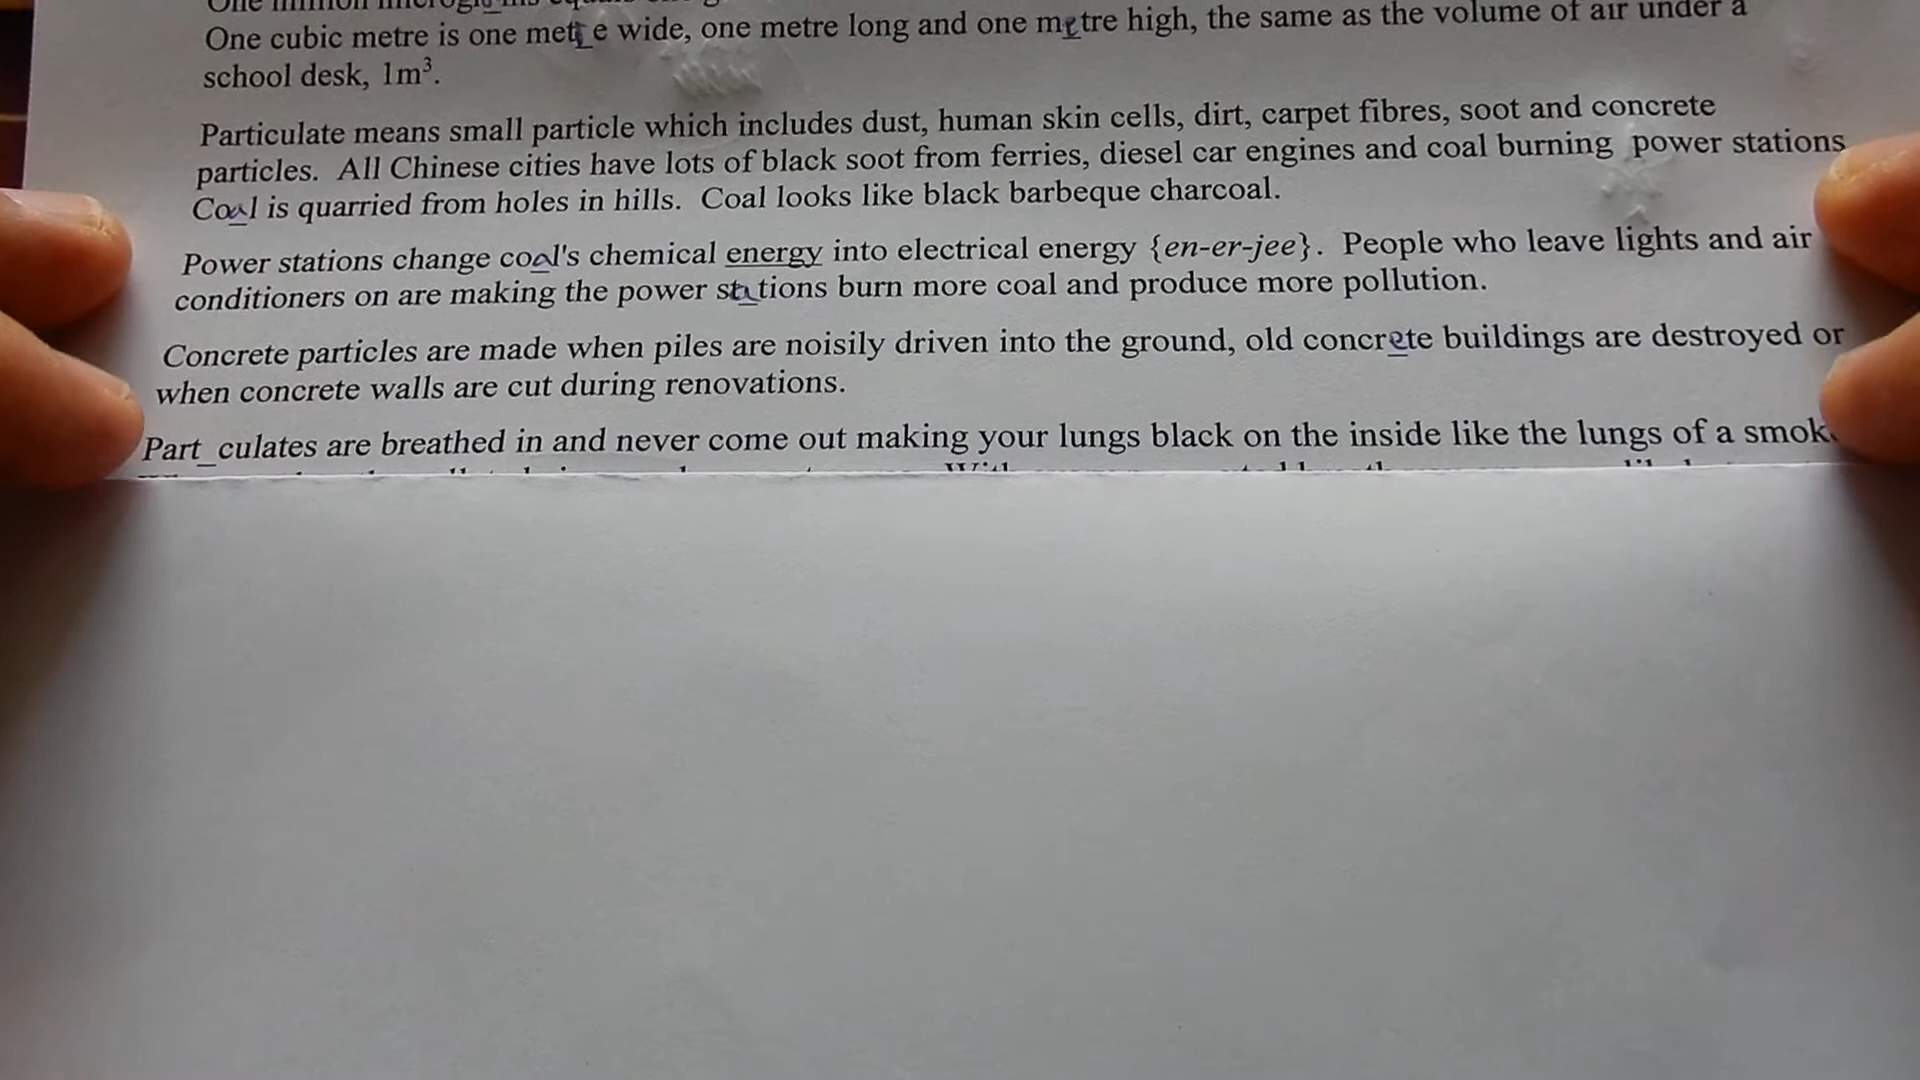 One cubic metre is one metr_e wide, one metre long and one metre high, the same as the volume of air under a
school desk, 1m³.
Particulate means small particle which includes dust, human skin cells, dirt, carpet fibres, soot and concrete
particles. All Chinese cities have lots of black soot from ferries, diesel car engines and coal burning power stations
Coal is quarried from holes in hills. Coal looks like black barbeque charcoal.
Power stations change coal's chemical energy into electrical energy {en-er-jee}. People who leave lights and air
conditioners on are making the power stations burn more coal and produce more pollution.
Concrete particles are made when piles are noisily driven into the ground, old concrete buildings are destroyed or
when concrete walls are cut during renovations.
Part_culates are breathed in and never come out making your lungs black on the inside like the lungs of a smok